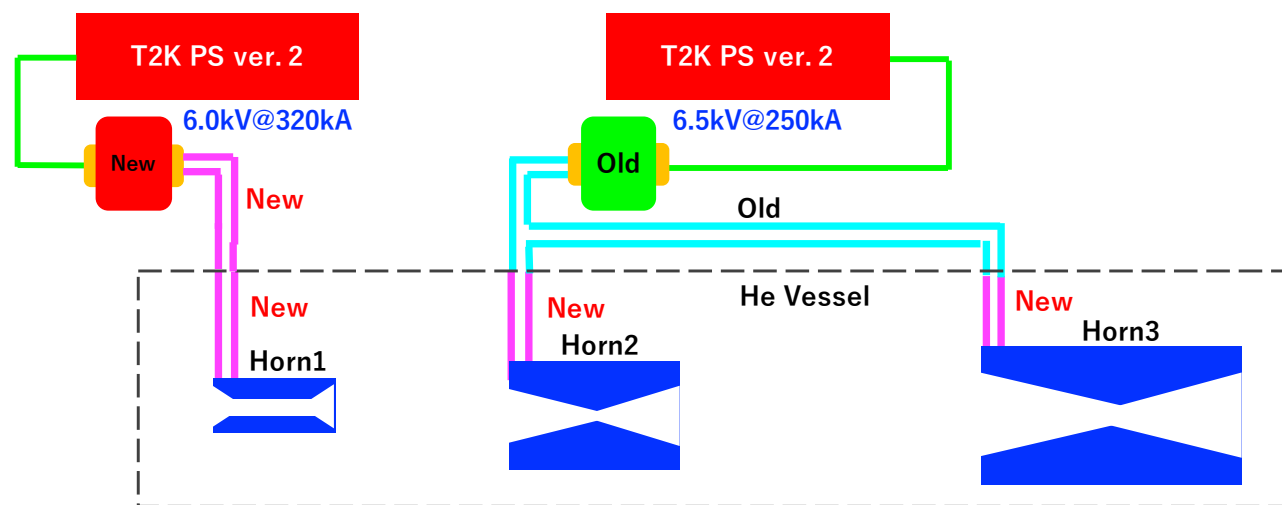 T2K PS ver. 2
T2K PS ver. 2
6.0kV@320kA
6.5kV@250kA
New
Old
New
Old
He Vessel
New
New
New
Horn1
Horn2
Horn3